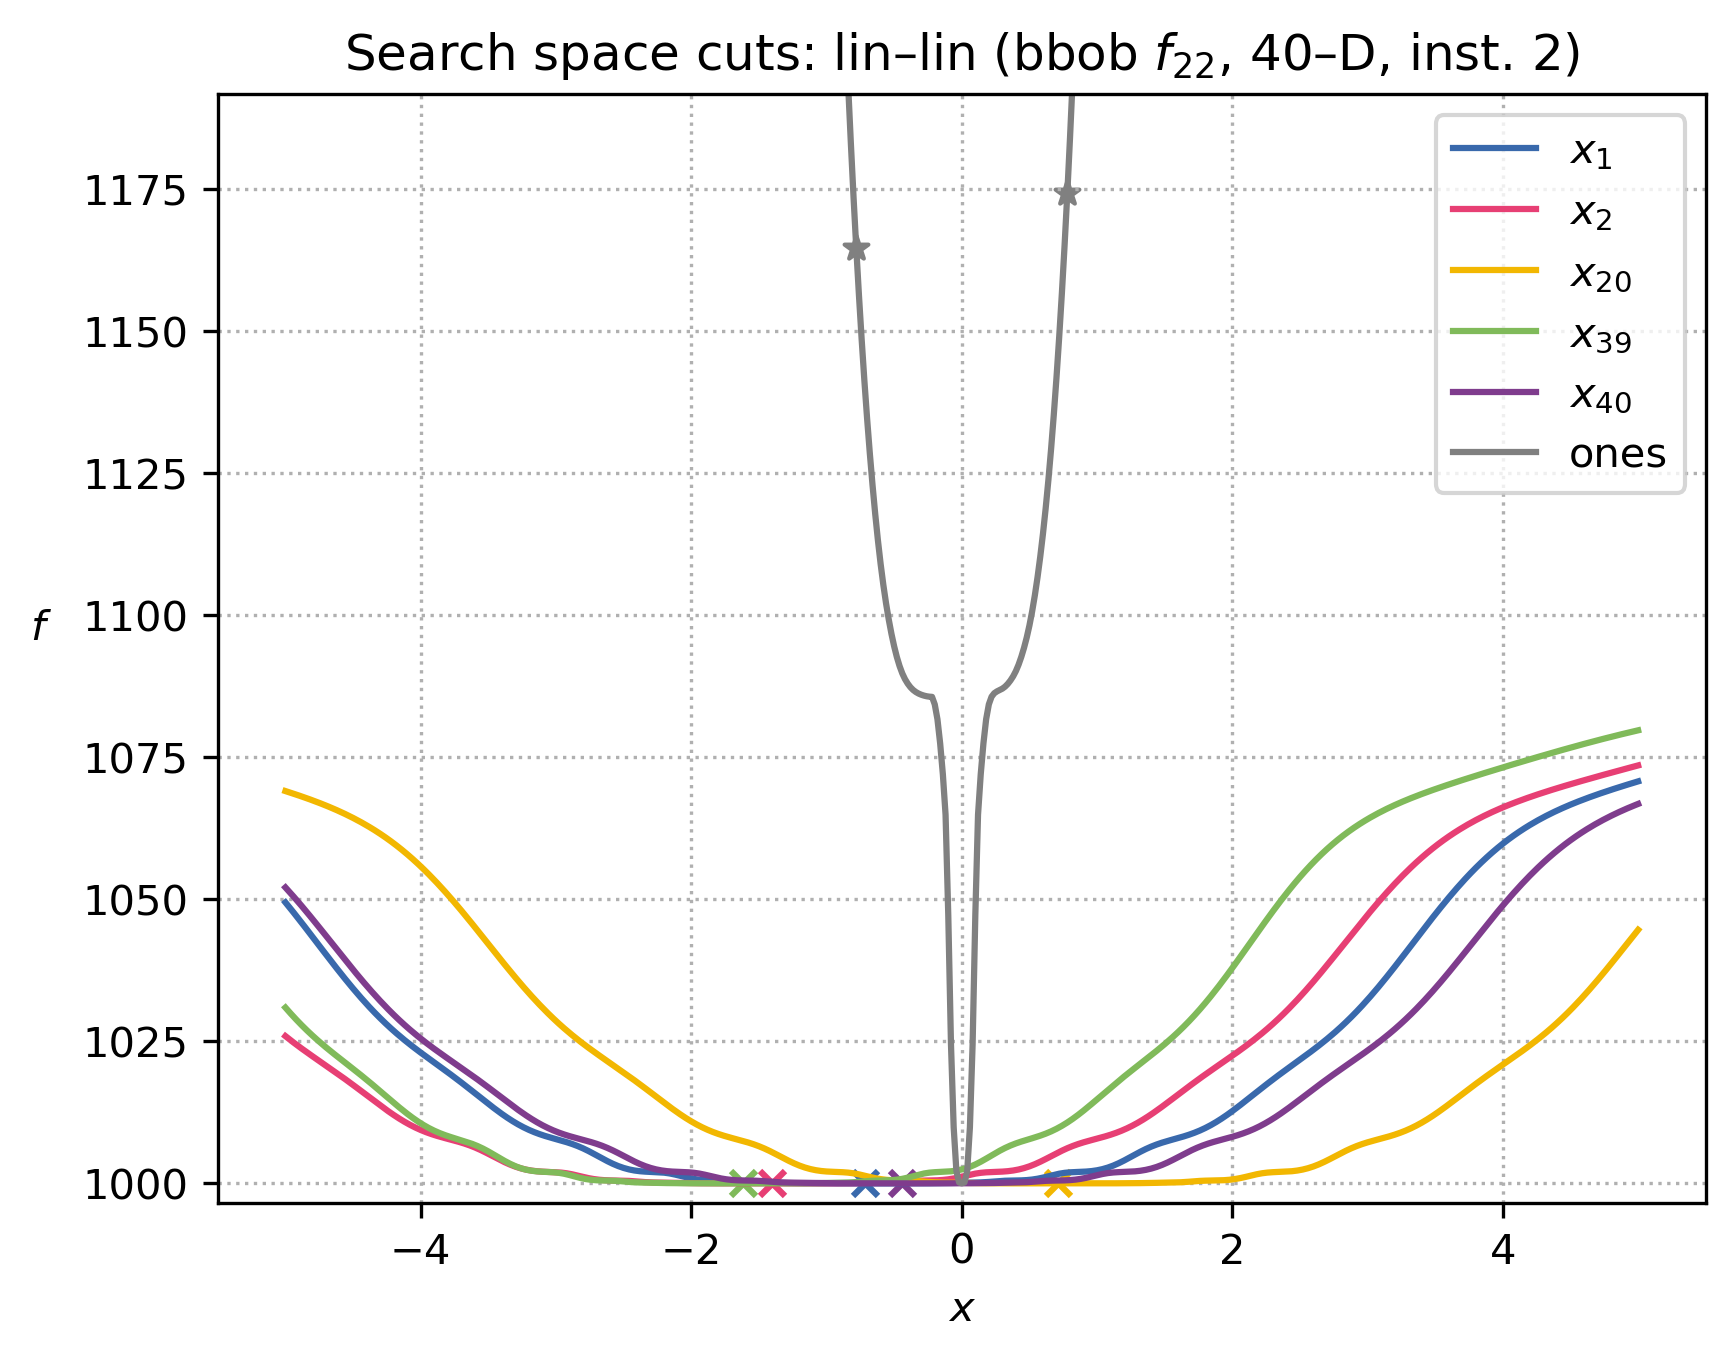 Search space cuts: lin–lin (bbob f22, 40–D, inst. 2)
x1
x2
x20
x39
x40
ones
1175
1150
1125
1100
1075
1050
1025
1000
f
−4 −2 0 2 4
x